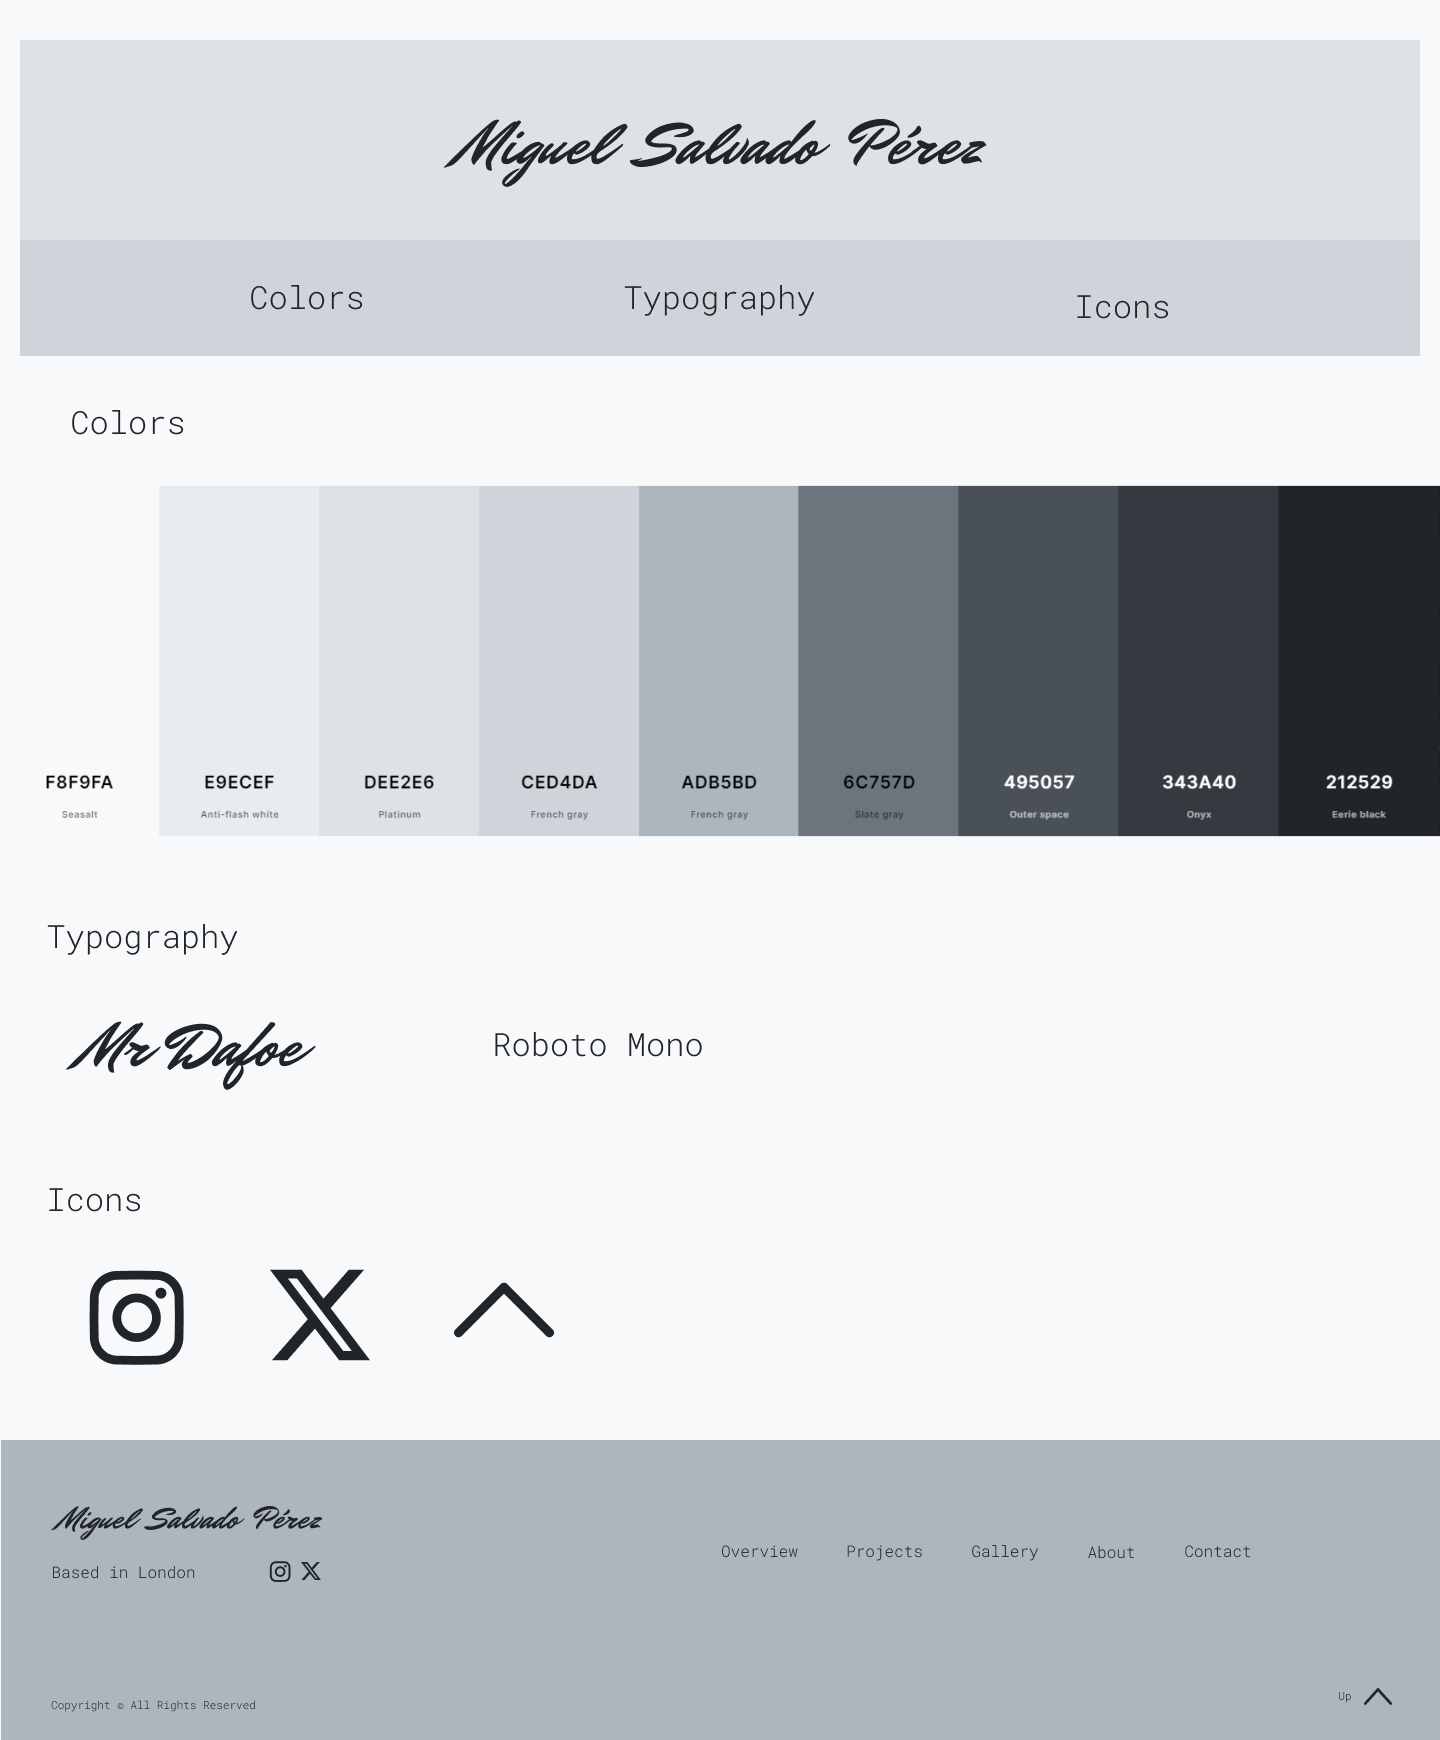 Miguel Salvado Pérez
Colors Typography Icons
Colors
F8F9FA E9ECEF DEE2E6 CED4DA ADB5BD 6C757D 495057 343A40 212529
Seasalt Anti-flash white Platinum French gray French gray Slate gray Outer space Onyx Eerie black
Typography
Mr Dafoe Roboto Mono
Icons
Miguel Salvado Pérez
Overview Projects Gallery About Contact
Based in London
Copyright © All Rights Reserved
Up